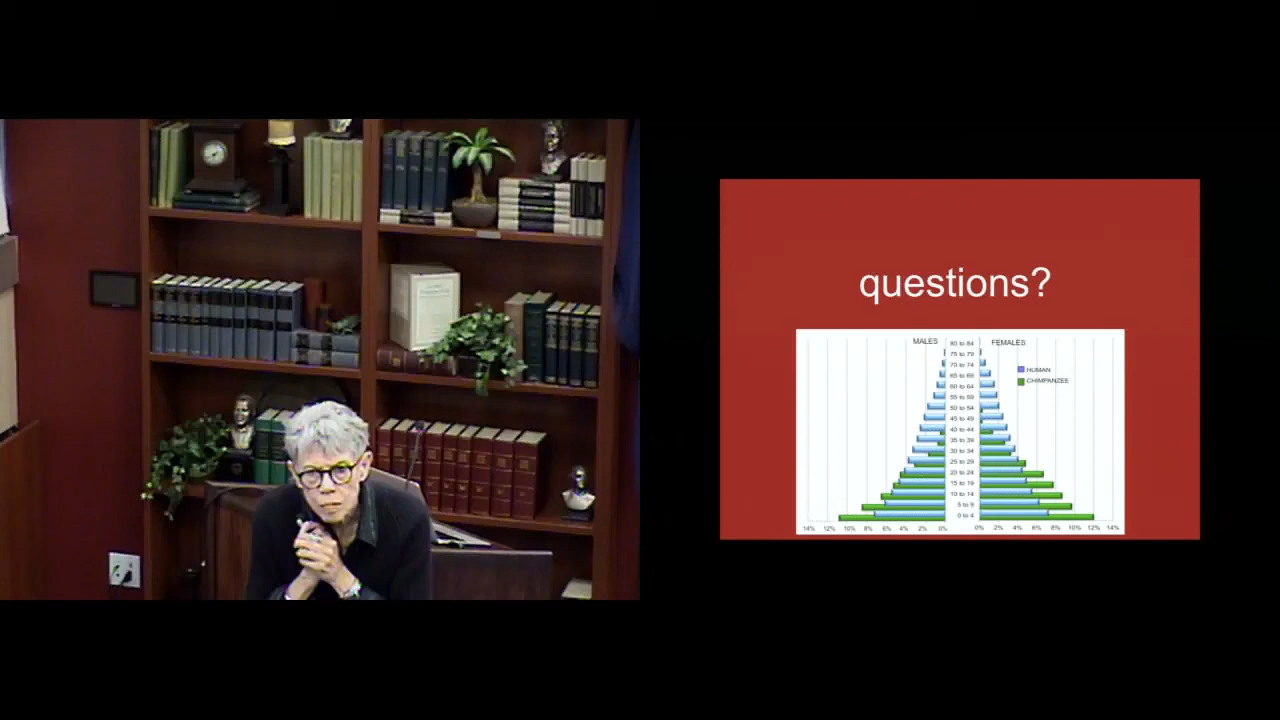 questions?
MALES
FEMALES
80 to 84
75 to 79
70 to 74
65 to 69
60 to 64
55 to 59
50 to 54
45 to 49
40 to 44
35 to 39
30 to 34
25 to 29
20 to 24
15 to 19
10 to 14
5 to 9
0 to 4
HUMAN
CHIMPANZEE
14% 12% 10% 8% 6% 4% 2% 0%
0% 2% 4% 6% 8% 10% 12% 14%